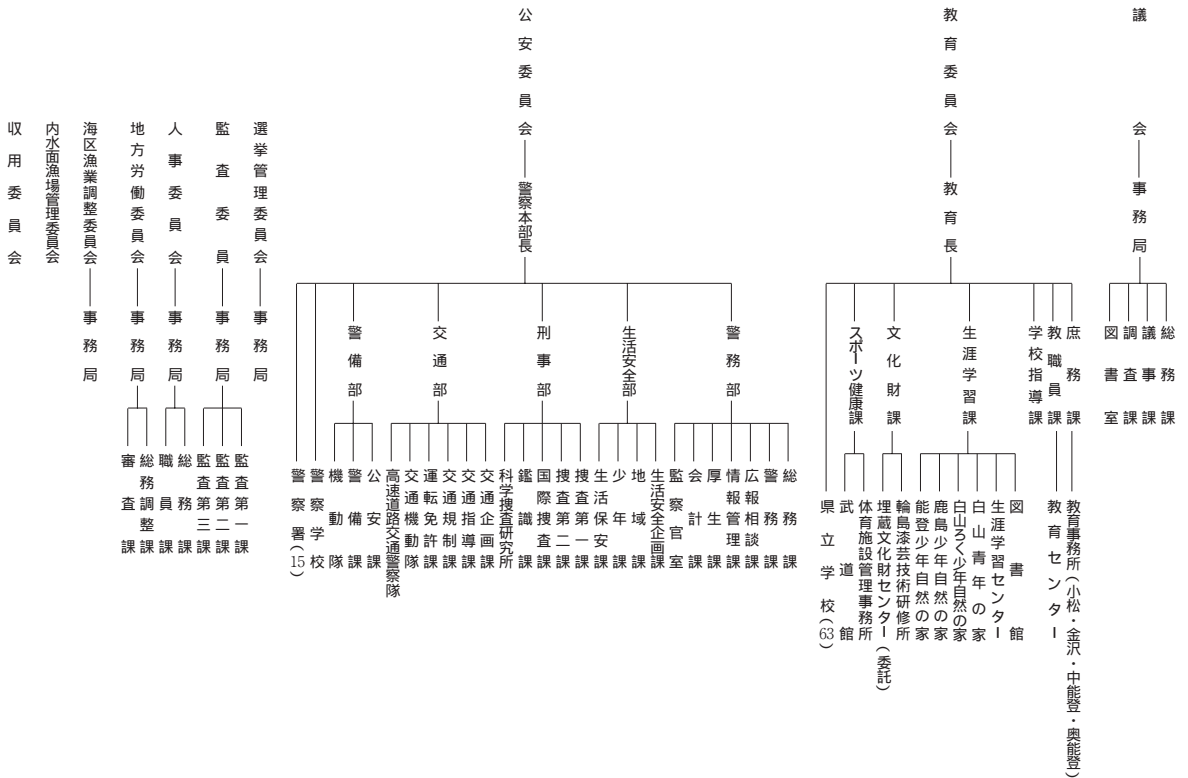 議会
事務局
総務課
議事課
調査課
図書室
教育委員会
教育長
庶務課
教職員課
学校指導課
生涯学習課
文化財課
スポーツ健康課
教育事務所(小松・金沢・中能登・奥能登)
教育センター
図書館
生涯学習センター
白山青年の家
白山ろく少年自然の家
鹿島少年自然の家
能登少年自然の家
輪島漆芸技術研修所
埋蔵文化財センター(委託)
体育施設管理事務所
武道館
県立学校(63)
公安委員会
警察本部長
警務部
生活安全部
刑事部
交通部
警備部
総務課
警務課
広報相談課
情報管理課
厚生課
会計課
監察官室
生活安全企画課
地域課
少年課
生活保安課
捜査第一課
捜査第二課
国際捜査課
鑑識課
科学捜査研究所
交通企画課
交通指導課
交通規制課
運転免許課
交通機動隊
高速道路交通警察隊
公安課
警備課
機動隊
警察学校
警察署(15)
選挙管理委員会
事務局
監査委員
事務局
監査第一課
監査第二課
監査第三課
人事委員会
事務局
総務課
職員課
地方労働委員会
事務局
総務調整課
審査課
海区漁業調整委員会
事務局
内水面漁場管理委員会
収用委員会